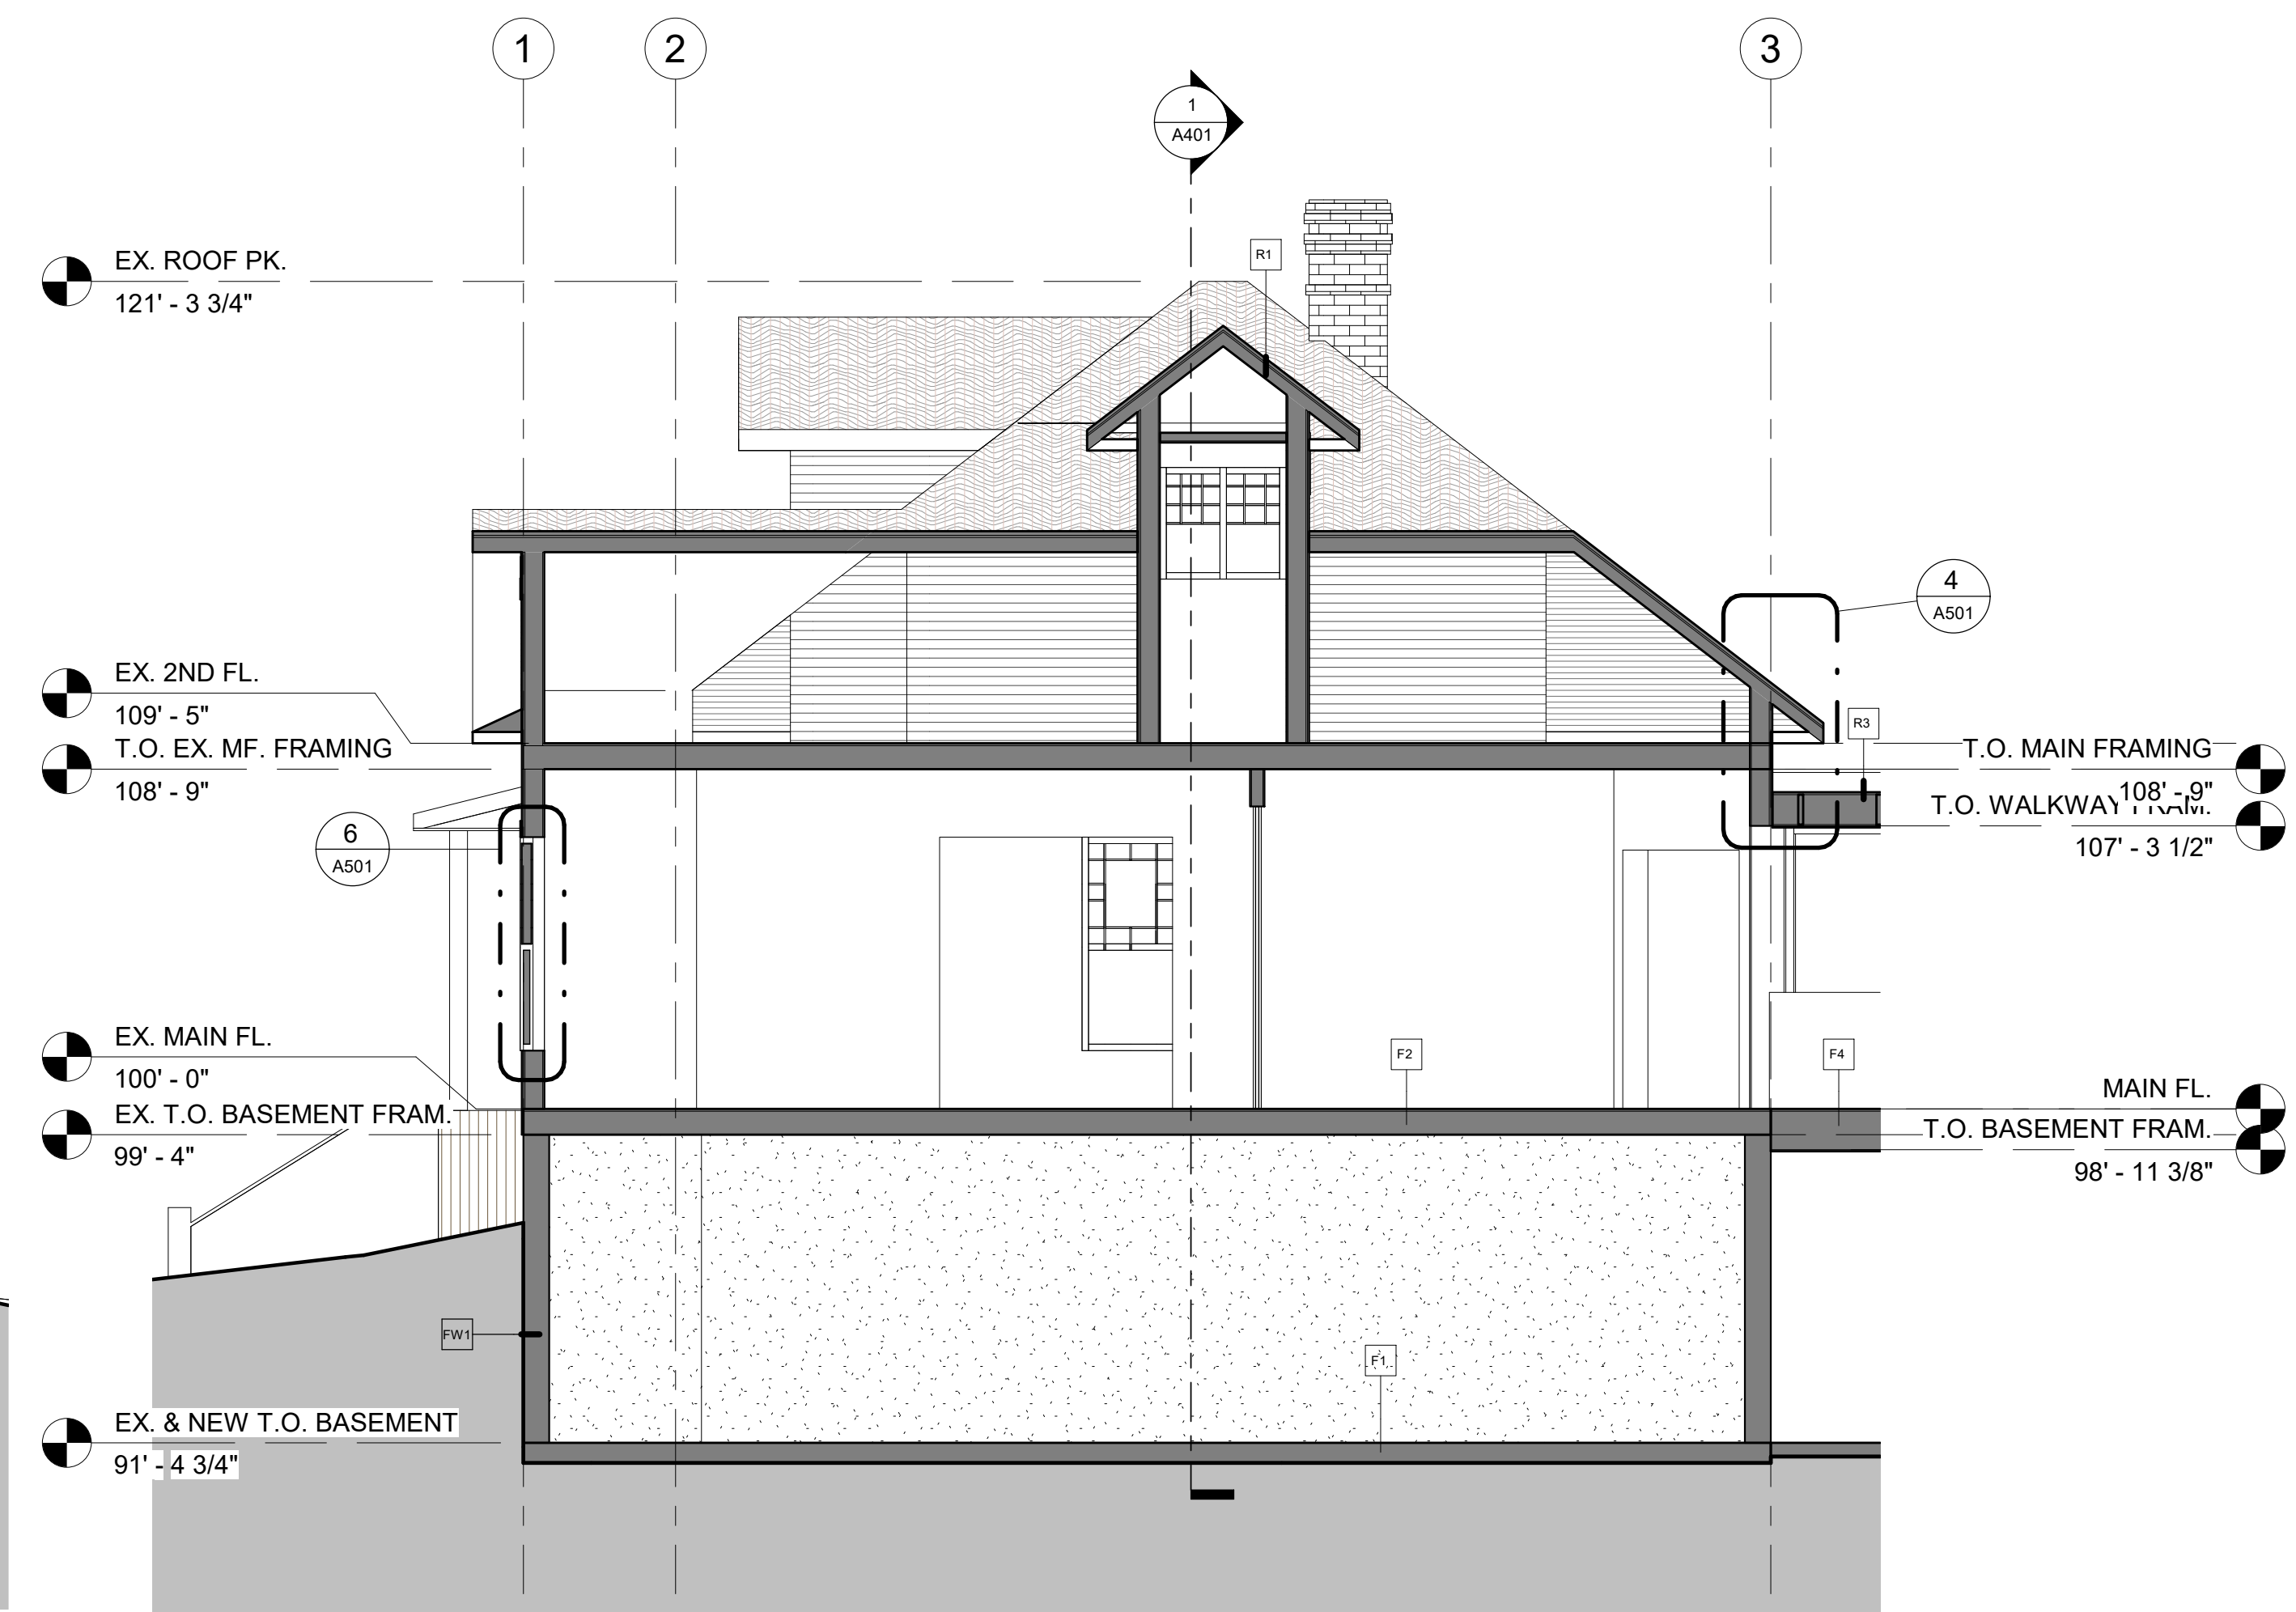 1
2
3
1
A401
R1
EX. ROOF PK.
121' - 3 3/4"
4
A501
EX. 2ND FL.
109' - 5"
R3
T.O. EX. MF. FRAMING
108' - 9"
T.O. MAIN FRAMING
108' - 9"
T.O. WALKWAY FRAM.
107' - 3 1/2"
6
A501
EX. MAIN FL.
100' - 0"
F2
F4
EX. T.O. BASEMENT FRAM.
99' - 4"
MAIN FL.
T.O. BASEMENT FRAM.
98' - 11 3/8"
FW1
F1
EX. & NEW T.O. BASEMENT
91' - 4 3/4"